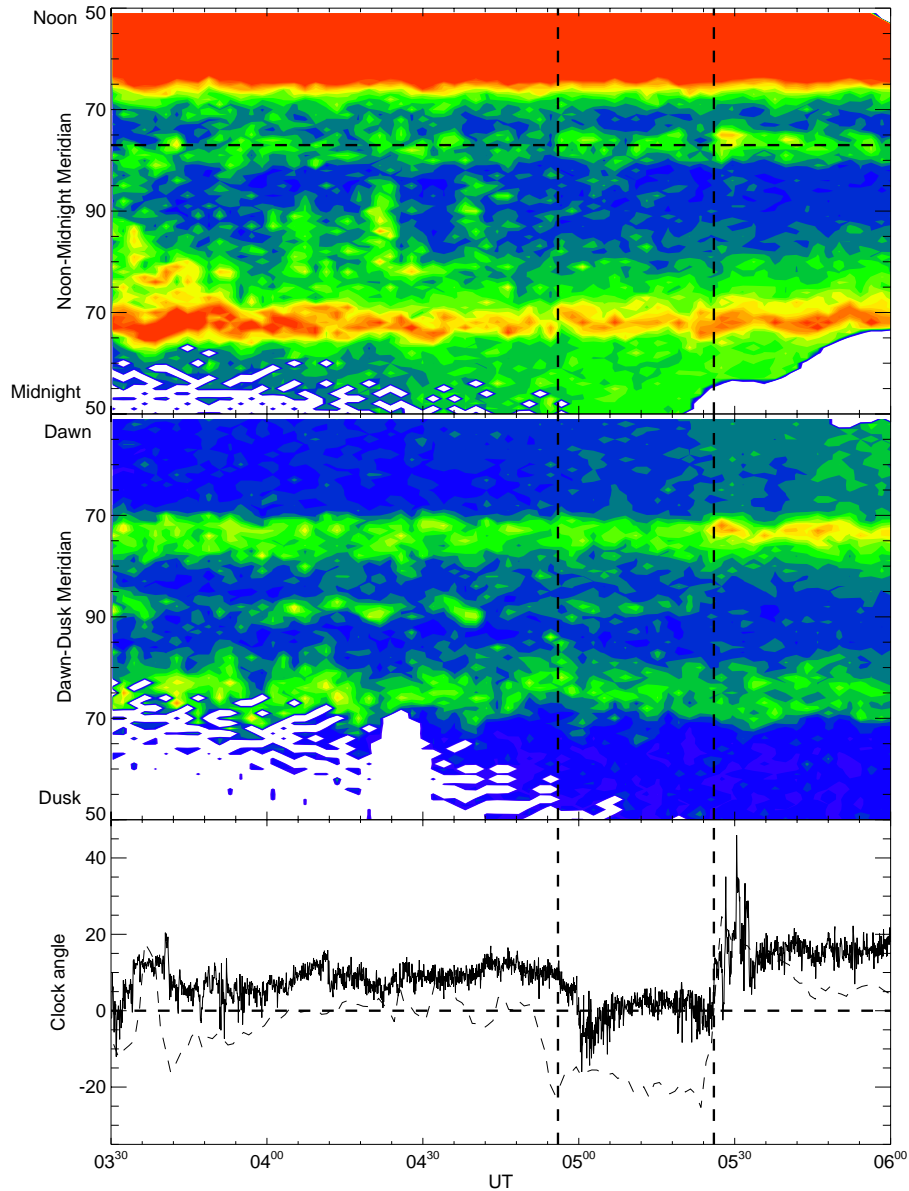 Noon
50
70
90
70
Midnight
50
Noon-Midnight Meridian
Dawn
70
90
70
Dusk
50
Dawn-Dusk Meridian
40
20
0
-20
Clock angle
03³⁰ 04⁰⁰ 04³⁰ 05⁰⁰ 05³⁰ 06⁰⁰
UT